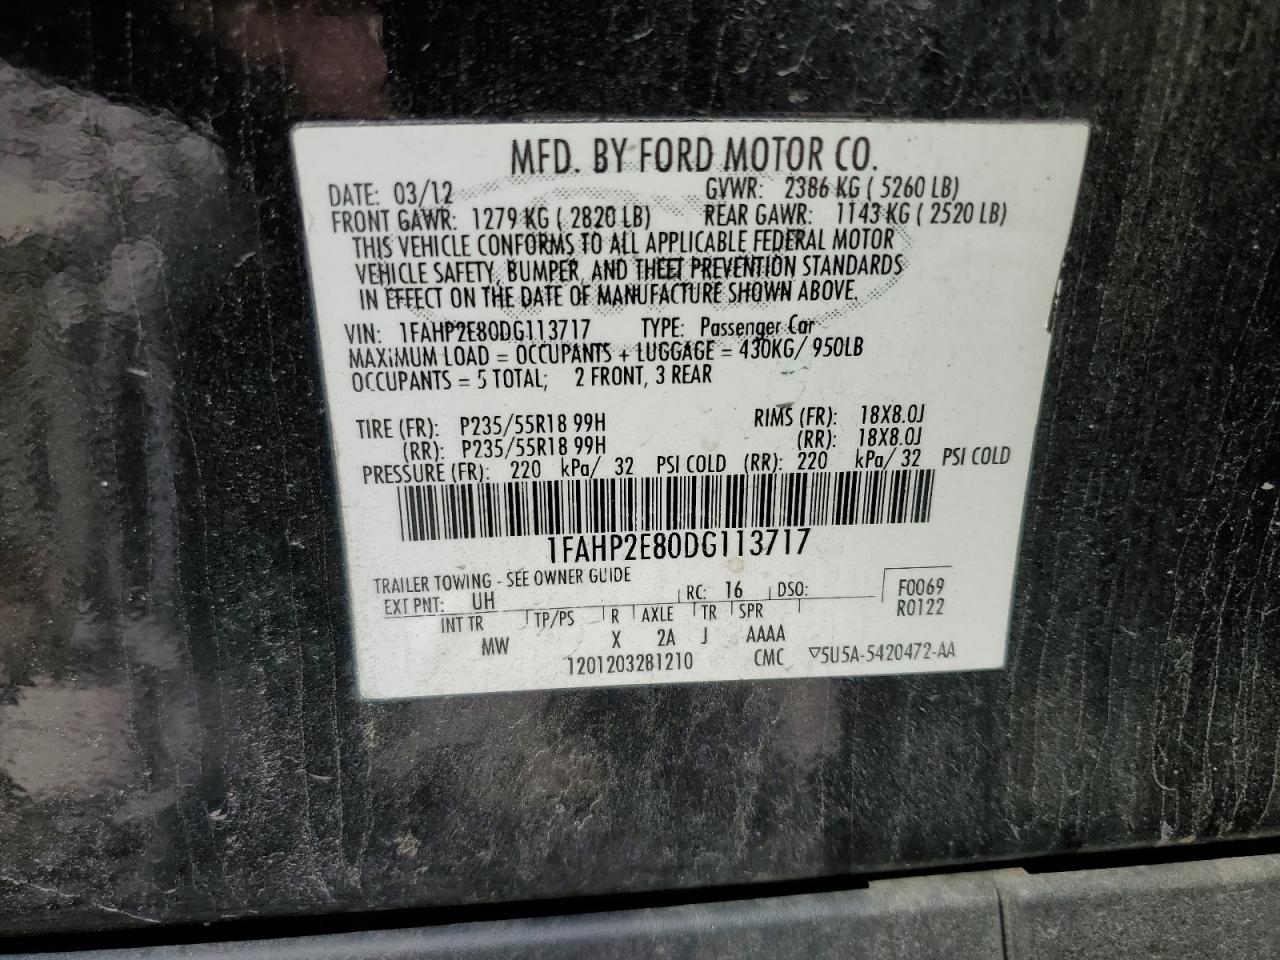 MFD. BY FORD MOTOR CO.
DATE: 03/12 GVWR: 2386 KG ( 5260 LB)
FRONT GAWR: 1279 KG ( 2820 LB) REAR GAWR: 1143 KG ( 2520 LB)
THIS VEHICLE CONFORMS TO ALL APPLICABLE FEDERAL MOTOR
VEHICLE SAFETY, BUMPER, AND THEFT PREVENTION STANDARDS
IN EFFECT ON THE DATE OF MANUFACTURE SHOWN ABOVE.
VIN: 1FAHP2E80DG113717 TYPE: Passenger Car
MAXIMUM LOAD = OCCUPANTS + LUGGAGE = 430KG/ 950LB
OCCUPANTS = 5 TOTAL; 2 FRONT, 3 REAR
TIRE (FR): P235/55R18 99H RIMS (FR): 18X8.0J
(RR): P235/55R18 99H (RR): 18X8.0J
PRESSURE (FR): 220 kPa/ 32 PSI COLD (RR): 220 kPa/ 32 PSI COLD
1FAHP2E80DG113717
TRAILER TOWING - SEE OWNER GUIDE
EXT PNT: UH RC: 16 DSO: F0069
R0122
INT TR TP/PS R AXLE TR SPR
MW X 2A J AAAA
1201203281210 CMC ▽5U5A-5420472-AA